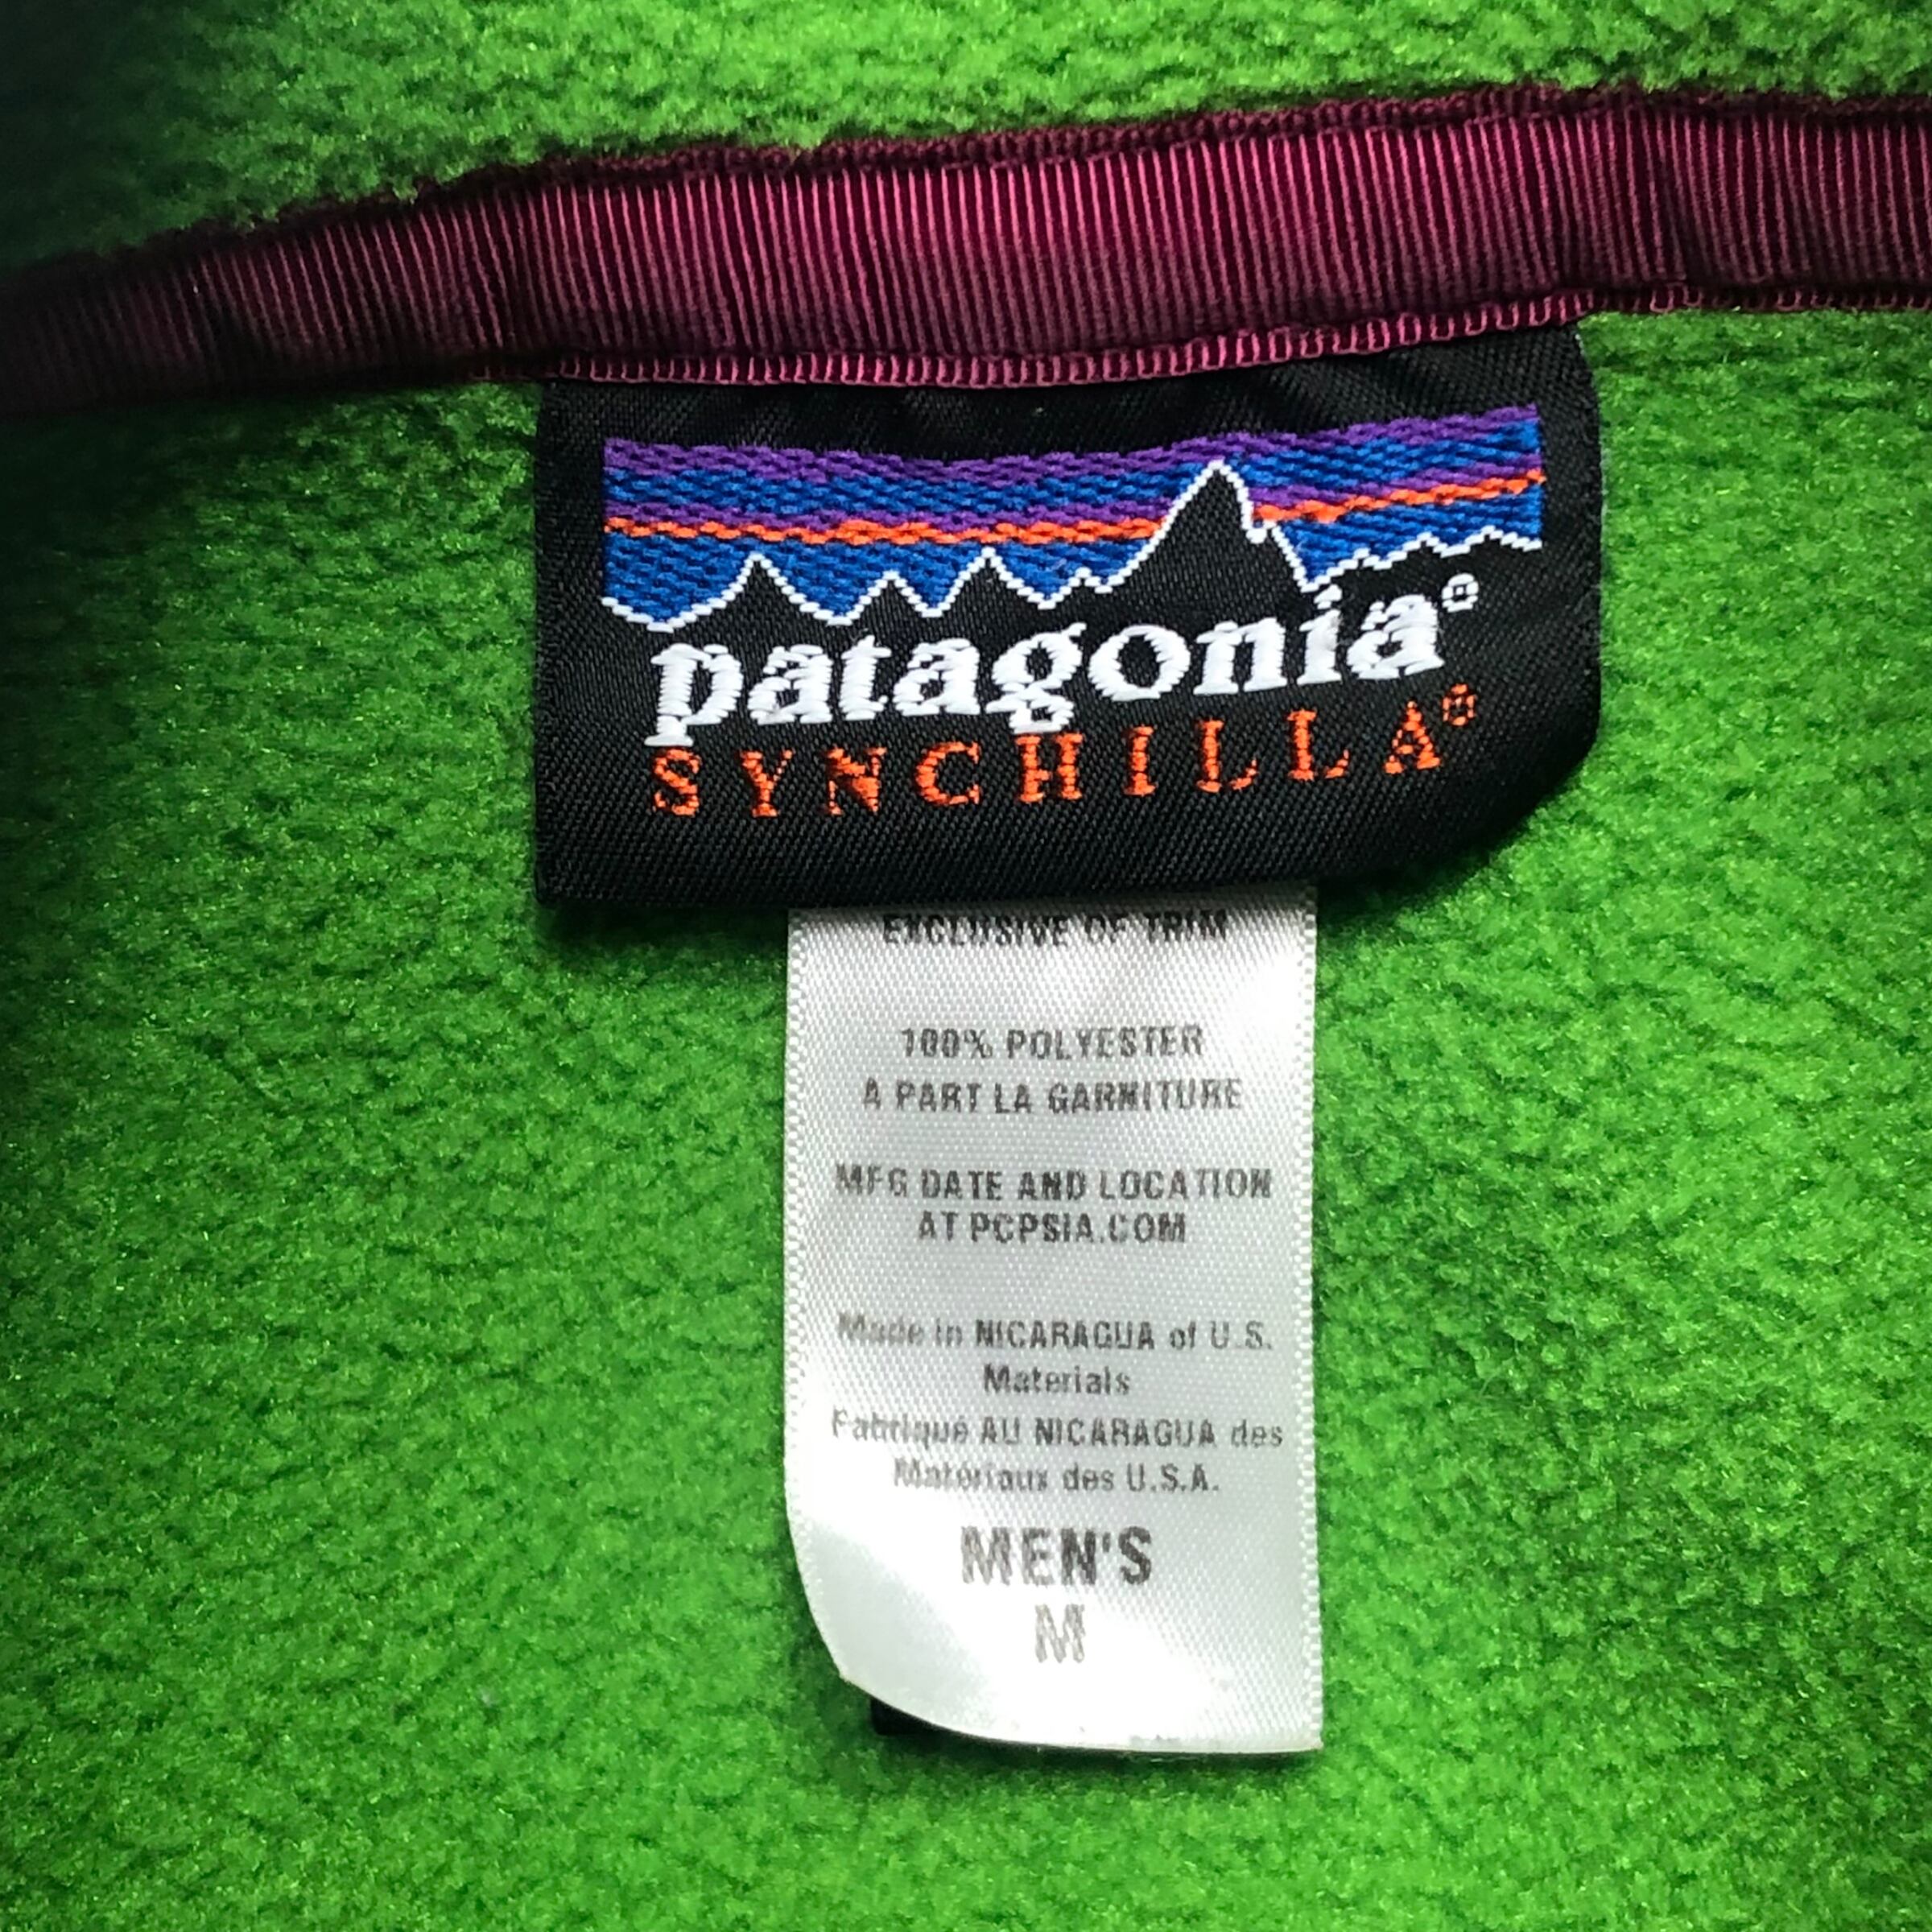 patagonia®
SYNCHILLA®
EXCLUSIVE OF TRIM
100% POLYESTER
A PART LA GARNITURE
MFG DATE AND LOCATION
AT PCPSIA.COM
Made in NICARAGUA of U.S.
Materials
Fabriqué AU NICARAGUA des
Matériaux des U.S.A.
MEN'S
M